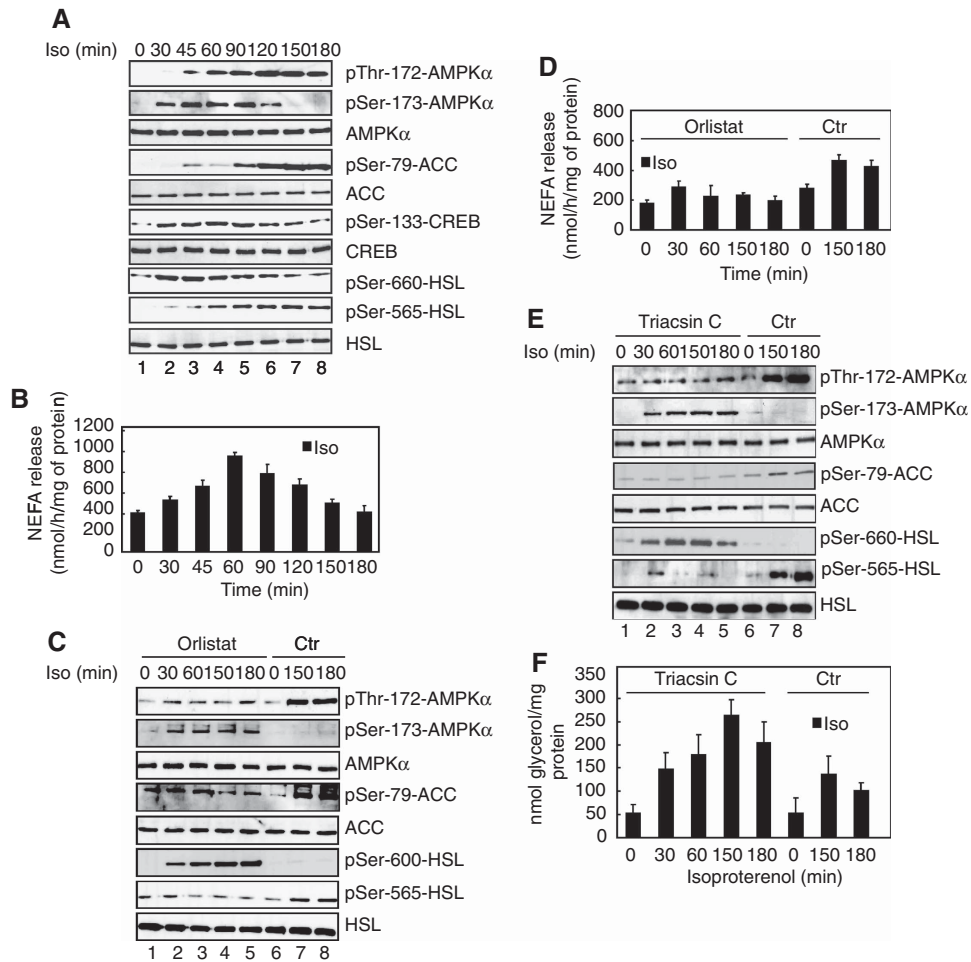 A
Iso (min) 0 30 45 60 90 120 150 180
pThr-172-AMPKα
pSer-173-AMPKα
AMPKα
pSer-79-ACC
ACC
pSer-133-CREB
CREB
pSer-660-HSL
pSer-565-HSL
HSL
1 2 3 4 5 6 7 8
B
NEFA release
(nmol/h/mg of protein)
1200
1000
800
600
400
200
0
Iso
0 30 45 60 90 120 150 180
Time (min)
C
Orlistat Ctr
Iso (min) 0 30 60 150 180 0 150 180
pThr-172-AMPKα
pSer-173-AMPKα
AMPKα
pSer-79-ACC
ACC
pSer-600-HSL
pSer-565-HSL
HSL
1 2 3 4 5 6 7 8
D
NEFA release
(nmol/h/mg of protein)
800
600
400
200
0
Orlistat Ctr
Iso
0 30 60 150 180 0 150 180
Time (min)
E
Triacsin C Ctr
Iso (min) 0 30 60 150 180 0 150 180
pThr-172-AMPKα
pSer-173-AMPKα
AMPKα
pSer-79-ACC
ACC
pSer-660-HSL
pSer-565-HSL
HSL
1 2 3 4 5 6 7 8
F
nmol glycerol/mg
protein
350
300
250
200
150
100
50
0
Triacsin C Ctr
Iso
0 30 60 150 180 0 150 180
Isoproterenol (min)